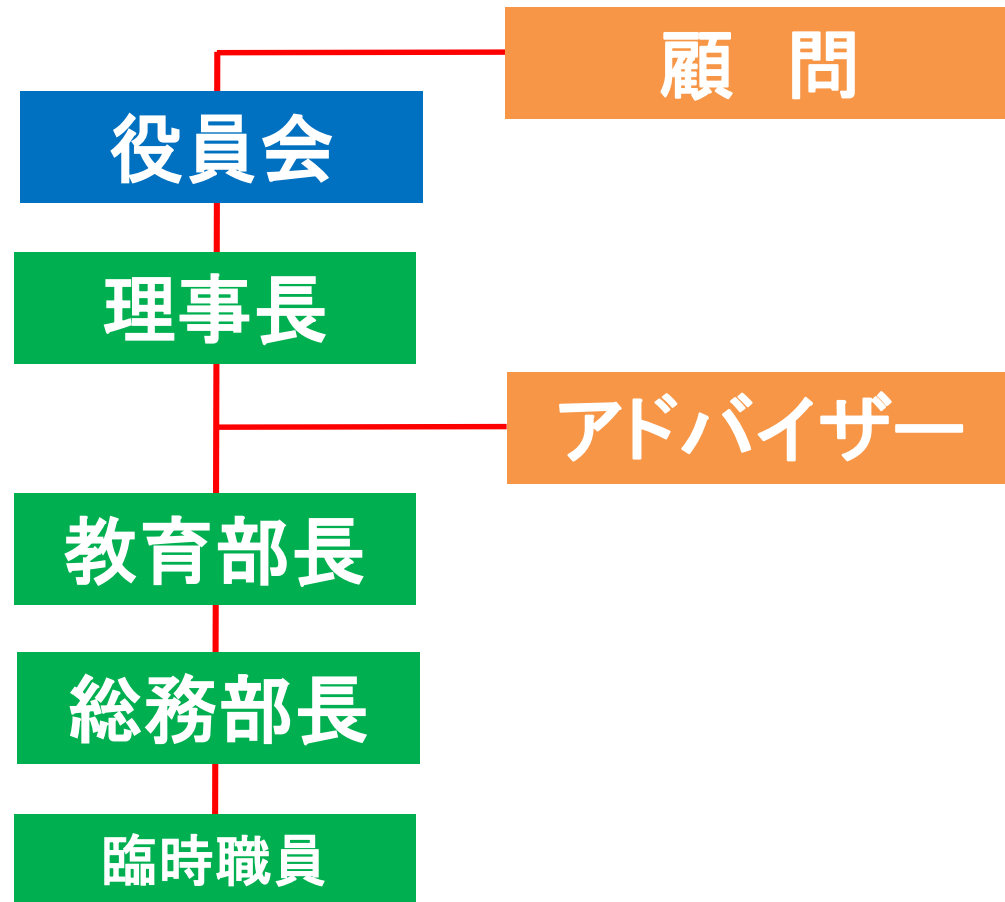 顧　問
役員会
理事長
アドバイザー
教育部長
総務部長
臨時職員